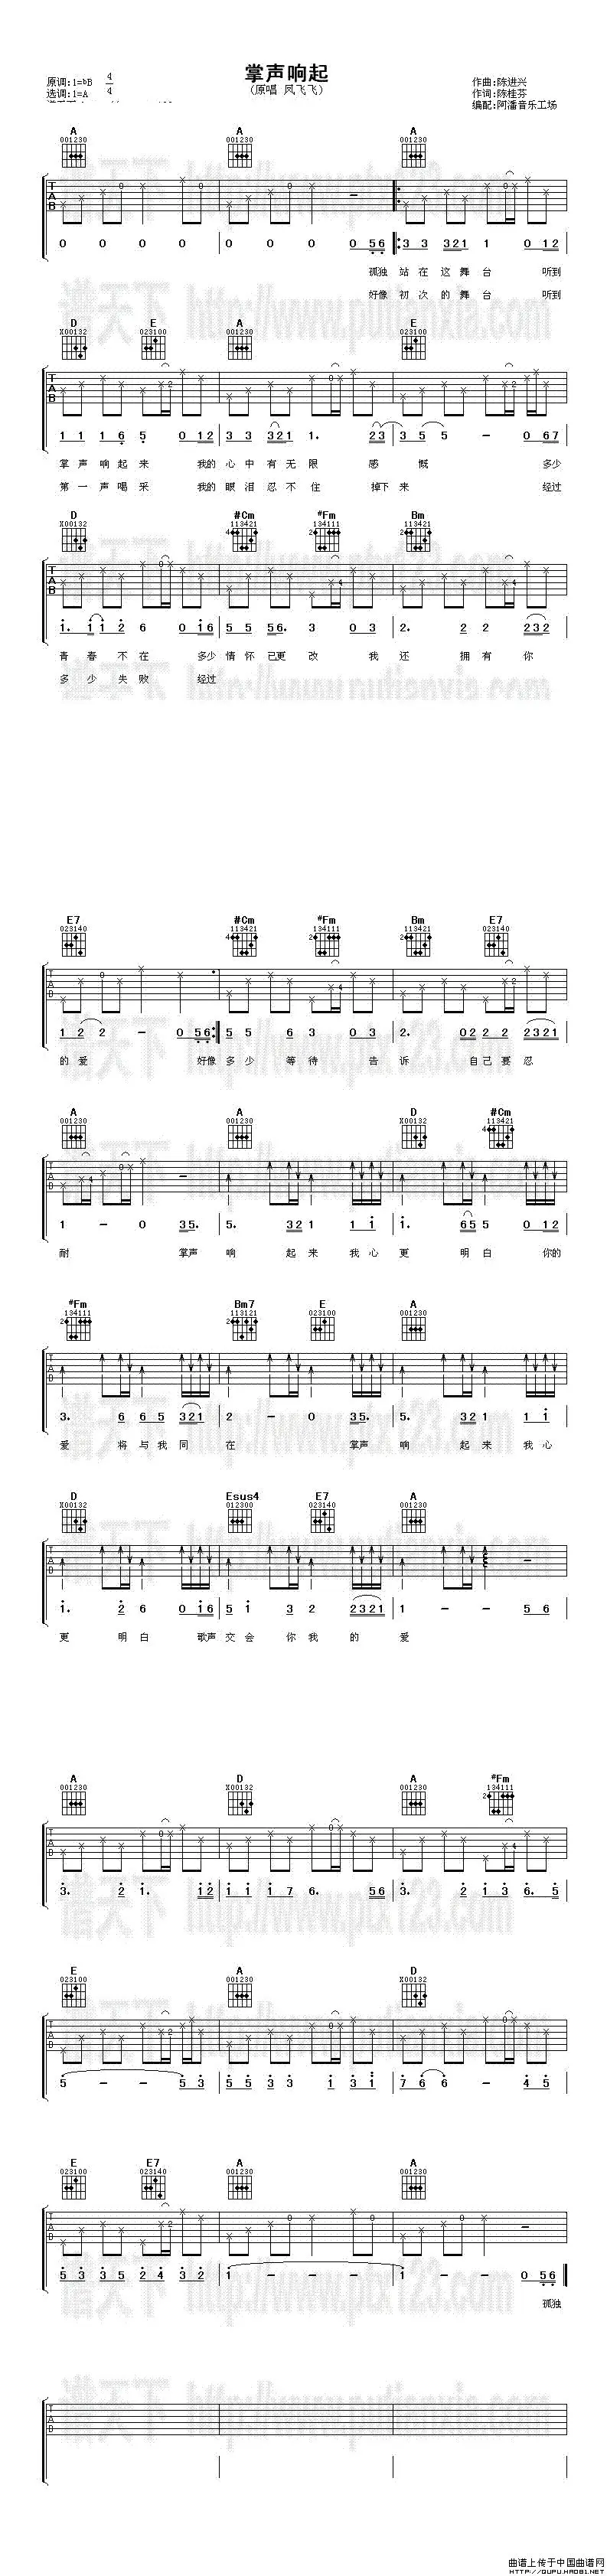 掌声响起
(原唱 凤飞飞)
原调:1=bB 4/4
选调:1=A
作曲:陈进兴
作词:陈桂芬
编配:阿潘音乐工场
A A A
001230 001230 001230
T A B
0 0 0 0 0 0 0 0 5 6 3 3 3 2 1 1 0 1 2
孤独 站 在 这 舞 台 听到
好像 初 次 的 舞 台 听到
D E A E
X00132 023100 001230 023100
T A B
1 1 1 6 5 0 1 2 3 3 3 2 1 1. 2 3 3 5 5 - 0 6 7
掌 声 响 起 来 我的 心 中 有 无 限 感 慨 多少
第 一 声 喝 采 我的 眼 泪 忍 不 住 掉下 来 经过
D #Cm #Fm Bm
X00132 4 113421 2 134111 2 113421
T A B
1. 1 1 2 6 0 1 6 5 5 5 6. 3 0 3 2. 2 2 2 3 2
青 春 不 在 多少 情 怀 已更 改 我 还 拥 有 你
多 少 失 败 经过
E7 #Cm #Fm Bm E7
023140 4 113421 2 134111 2 113421 023140
T A B
1 2 2 - 0 5 6 5 5 6 3 0 3 2. 0 2 2 2 2 3 2 1
的 爱 好像 多 少 等 待 告 诉 自己 要 忍
A A D #Cm
001230 001230 X00132 4 113421
T A B
1 - 0 3 5. 5. 3 2 1 1 1 1. 6 5 5 0 1 2
耐 掌声 响 起 来 我 心 更 明 白 你的
#Fm Bm7 E A
2 134111 2 113121 023100 001230
T A B
3. 6 6 5 3 2 1 2 - 0 3 5. 5. 3 2 1 1 1
爱 将 与 我 同 在 掌声 响 起 来 我 心
D Esus4 E7 A
X00132 012300 023140 001230
T A B
1. 2 6 0 1 6 5 1 3 2 2 3 2 1 1 - - 5 6
更 明 白 歌声 交 会 你 我 的 爱
A D A #Fm
001230 X00132 001230 2 134111
T A B
3. 2 1. 1 2 1 1 1 7 6. 5 6 3. 2 1 3 6. 5
E A D
023100 001230 X00132
T A B
5 - - 5 3 5 5 3 3 1 3 1 7 6 6 - 4 5
E E7 A A
023100 023140 001230 001230
T A B
5 3 3 5 2 4 3 2 1 - - - 1 - - 0 5 6
孤独
T A B
曲谱上传于中国曲谱网
HTTP://QUPU.HAO81.NET